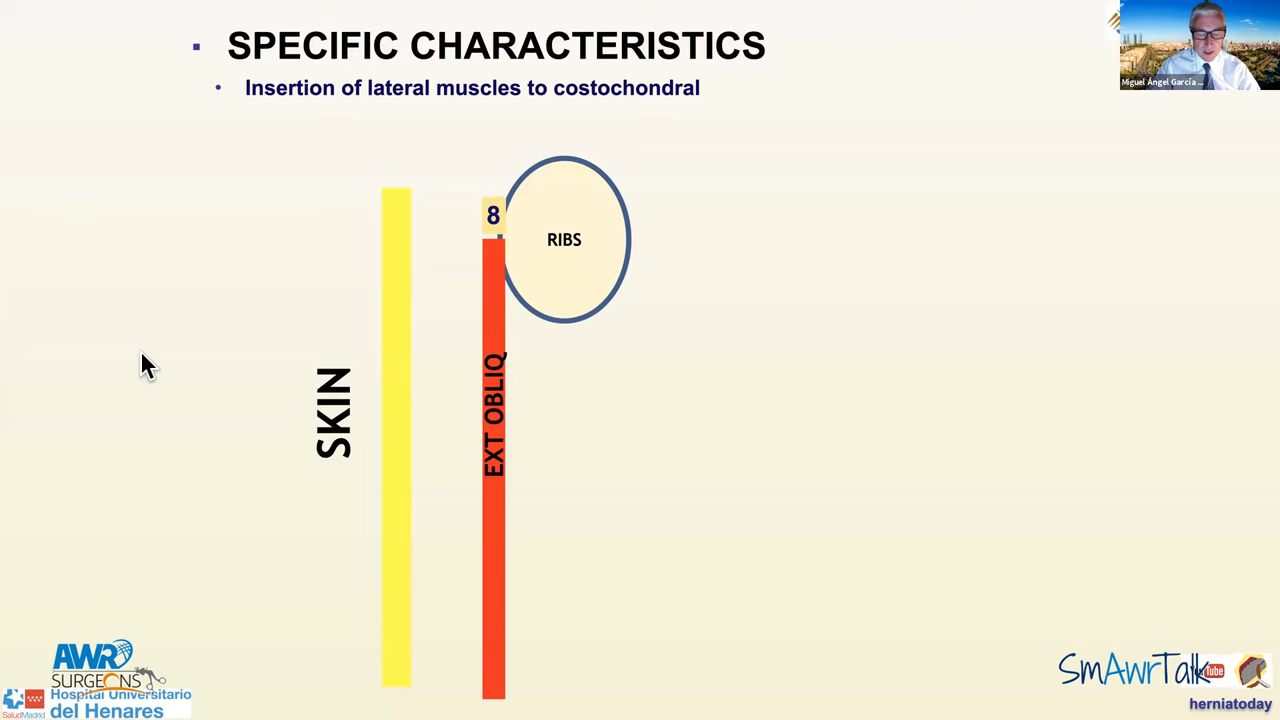 SPECIFIC CHARACTERISTICS
Insertion of lateral muscles to costochondral
Miguel Ángel García ...
8
RIBS
SKIN
EXT OBLIQ
AWR
SURGEONS
SaludMadrid
Hospital Universitario
del Henares
SmAwrTalk
herniatoday